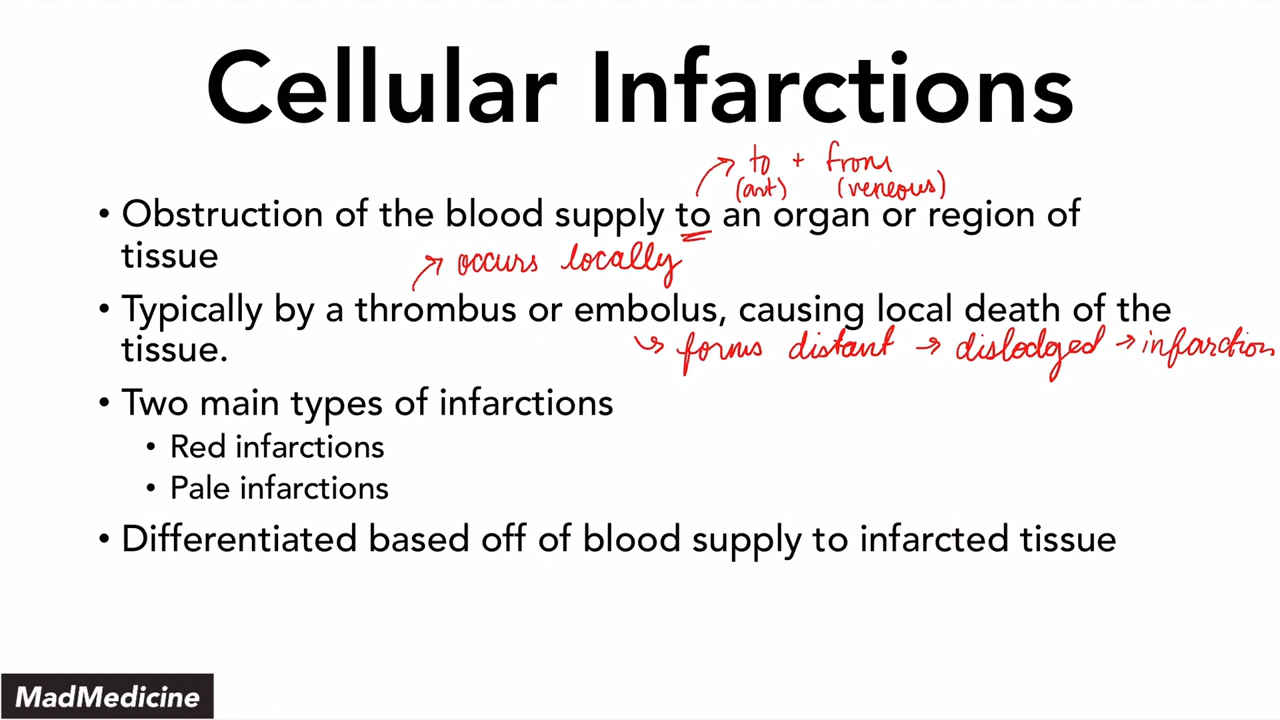 Cellular Infarctions
to + from
(art) (veneous)
• Obstruction of the blood supply to an organ or region of
tissue
occurs locally
• Typically by a thrombus or embolus, causing local death of the
tissue.
forms distant → dislodged → infarction
• Two main types of infarctions
• Red infarctions
• Pale infarctions
• Differentiated based off of blood supply to infarcted tissue
MadMedicine